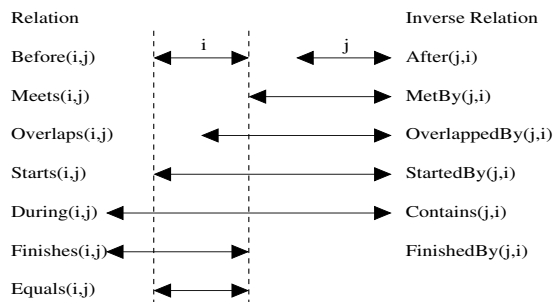 Relation Inverse Relation
Before(i,j) i j After(j,i)
Meets(i,j) MetBy(j,i)
Overlaps(i,j) OverlappedBy(j,i)
Starts(i,j) StartedBy(j,i)
During(i,j) Contains(j,i)
Finishes(i,j) FinishedBy(j,i)
Equals(i,j)